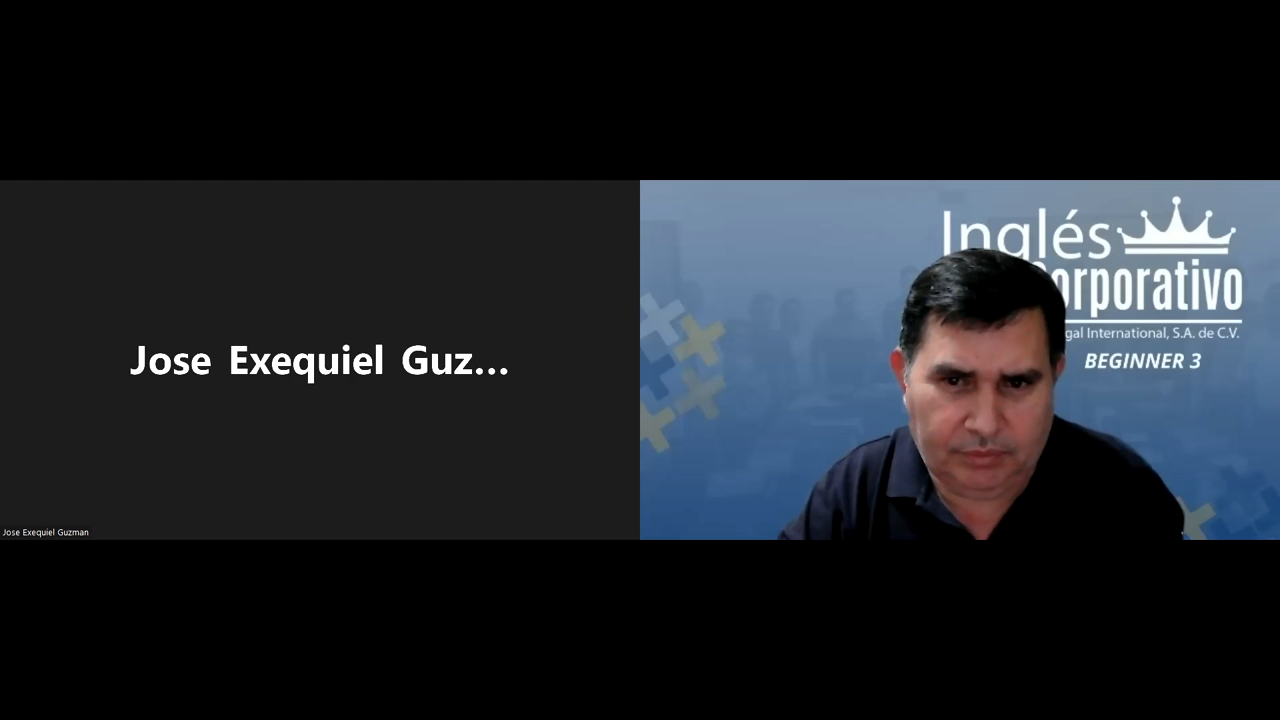 Jose Exequiel Guz...
Jose Exequiel Guzman
Inglés
orporativo
gal International, S.A. de C.V.
BEGINNER 3